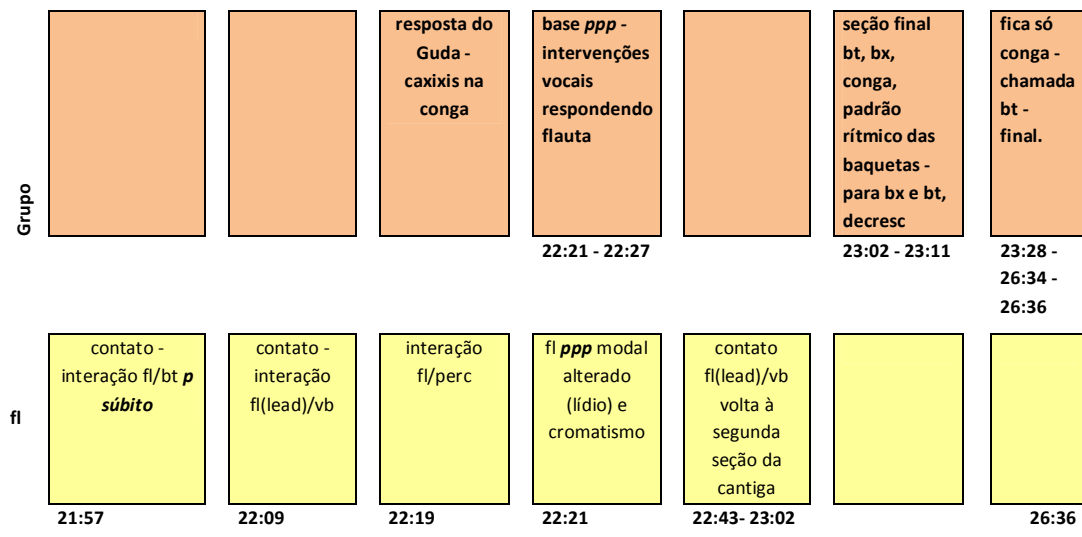 Grupo
resposta do
Guda -
caxixis na
conga
base ppp -
intervenções
vocais
respondendo
flauta
seção final
bt, bx,
conga,
padrão
rítmico das
baquetas -
para bx e bt,
decresc
fica só
conga -
chamada
bt -
final.
22:21 - 22:27
23:02 - 23:11
23:28 -
26:34 -
26:36
fl
contato -
interação fl/bt p
súbito
contato -
interação
fl(lead)/vb
interação
fl/perc
fl ppp modal
alterado
(lídio) e
cromatismo
contato
fl(lead)/vb
volta à
segunda
seção da
cantiga
21:57
22:09
22:19
22:21
22:43- 23:02
26:36